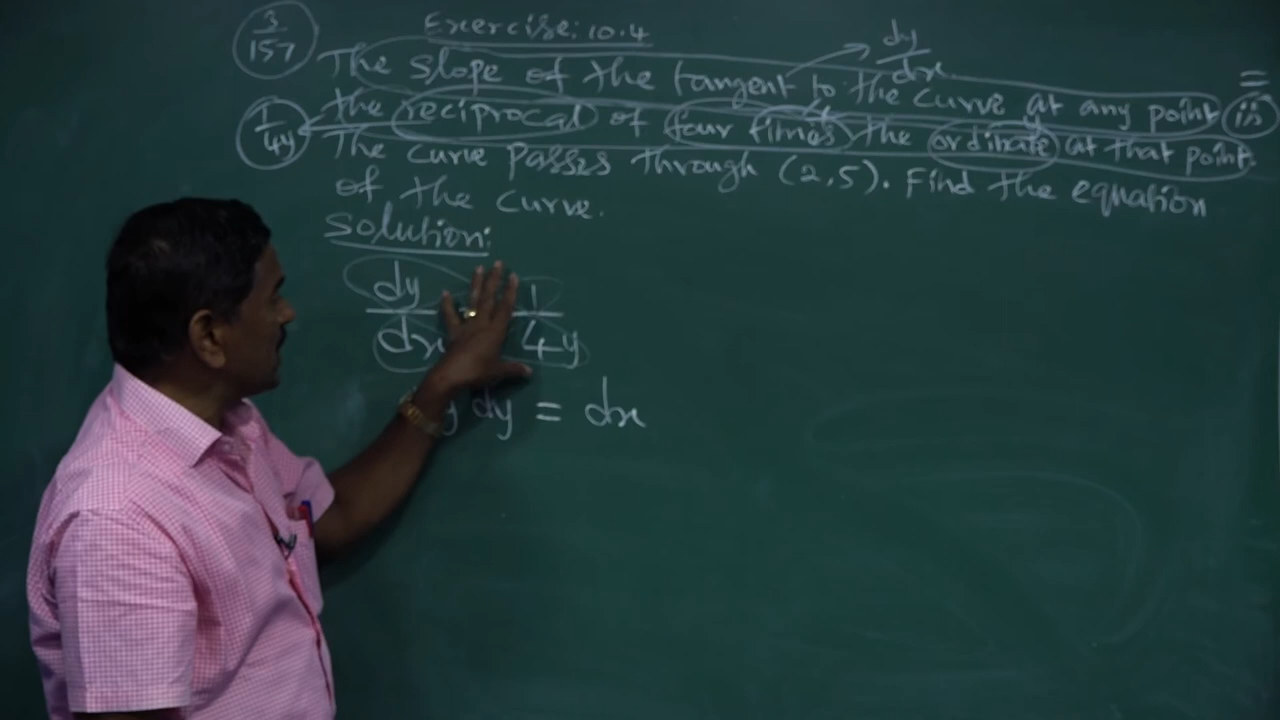 3/157 Exercise: 10.4 dy/dx
The slope of the tangent to the curve at any point is =
1/4y the reciprocal of four times the ordinate at that point.
The curve passes through (2,5). Find the equation
of the curve.
Solution:
dy/dx 1/4y
y dy = dx